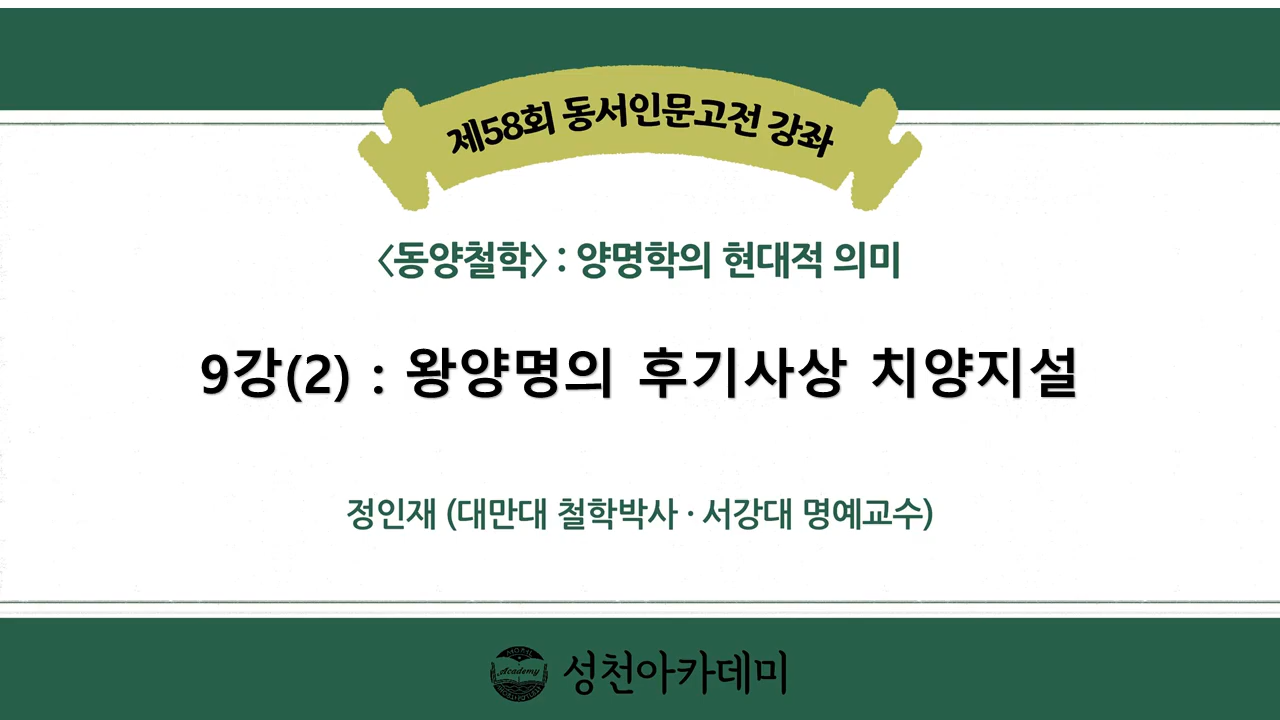 제58회 동서인문고전 강좌
〈동양철학〉 : 양명학의 현대적 의미
9강(2) : 왕양명의 후기사상 치양지설
정인재 (대만대 철학박사 · 서강대 명예교수)
Academy
성천아카데미